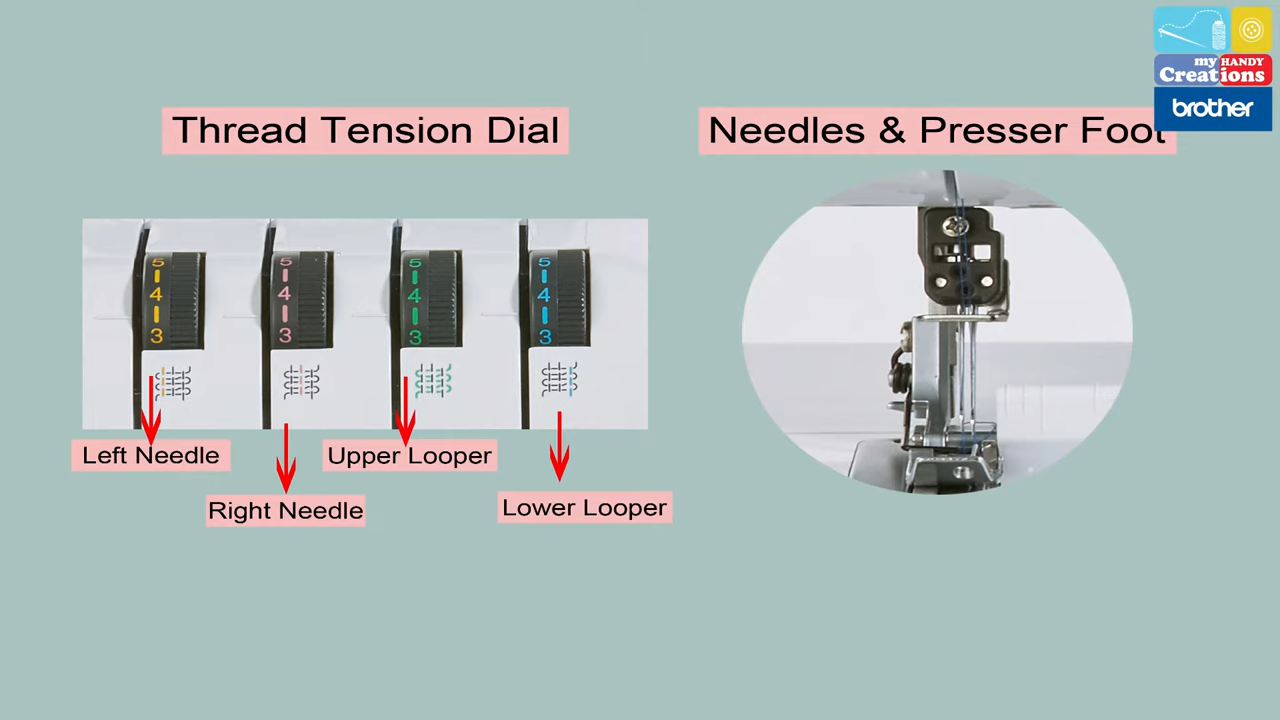 my HANDY
Creations
brother
Thread Tension Dial
Needles & Presser Foot
5 5 5 5
4 4 4 4
3 3 3 3
Left Needle
Upper Looper
Right Needle
Lower Looper